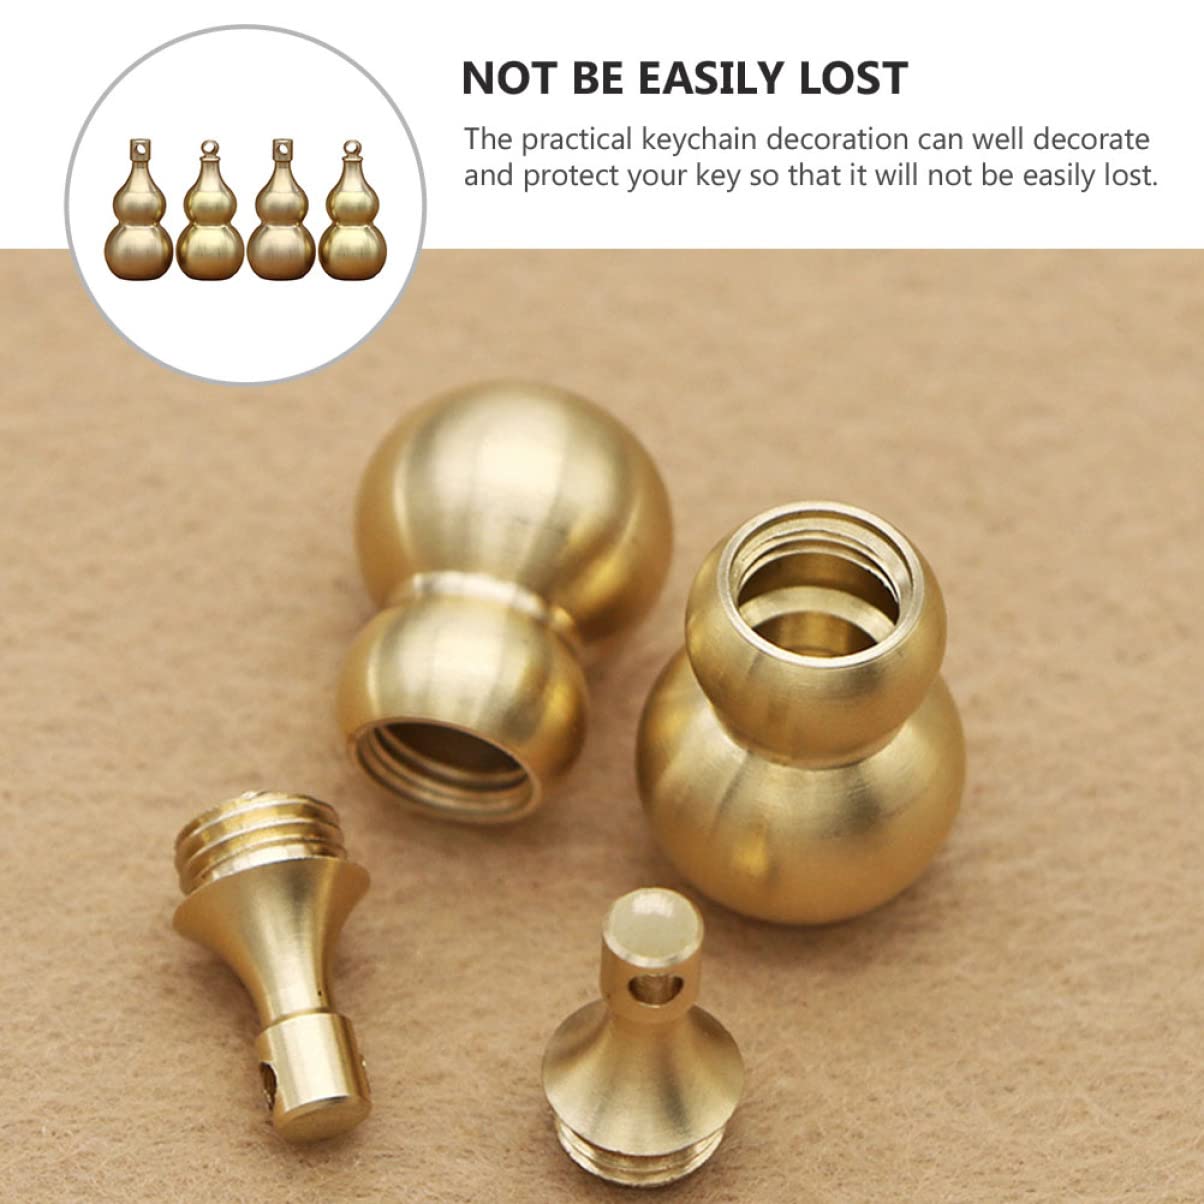 NOT BE EASILY LOST
The practical keychain decoration can well decorate
and protect your key so that it will not be easily lost.